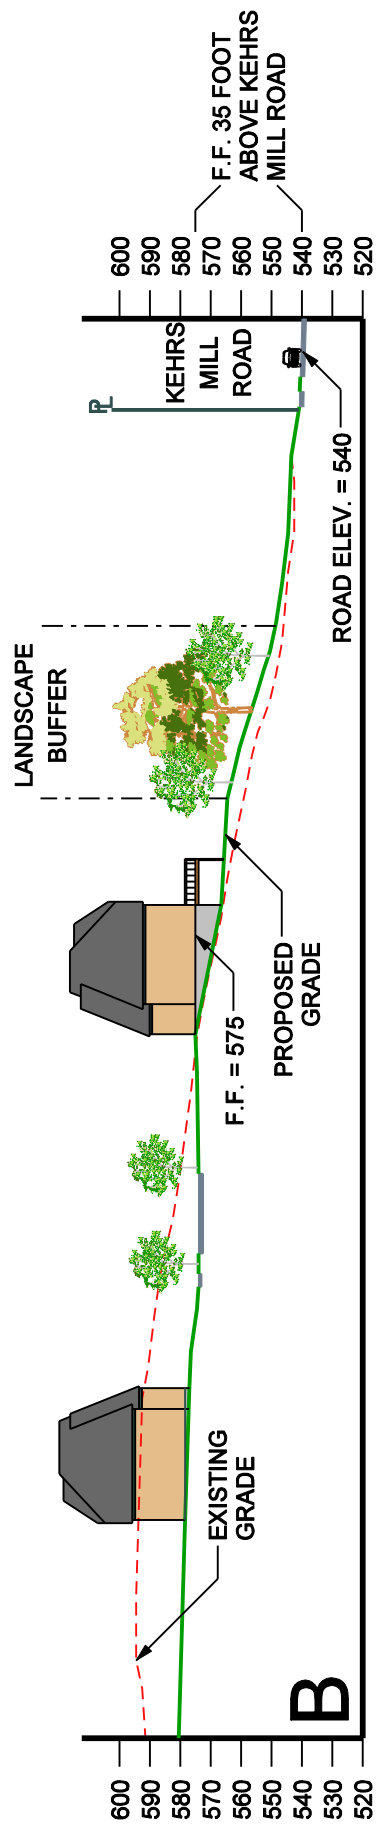 600
590
580
570
560
550
540
530
520
B
EXISTING
GRADE
F.F. = 575
PROPOSED
GRADE
LANDSCAPE
BUFFER
ROAD ELEV. = 540
PL
KEHRS
MILL
ROAD
600
590
580
570
560
550
540
530
520
F.F. 35 FOOT
ABOVE KEHRS
MILL ROAD